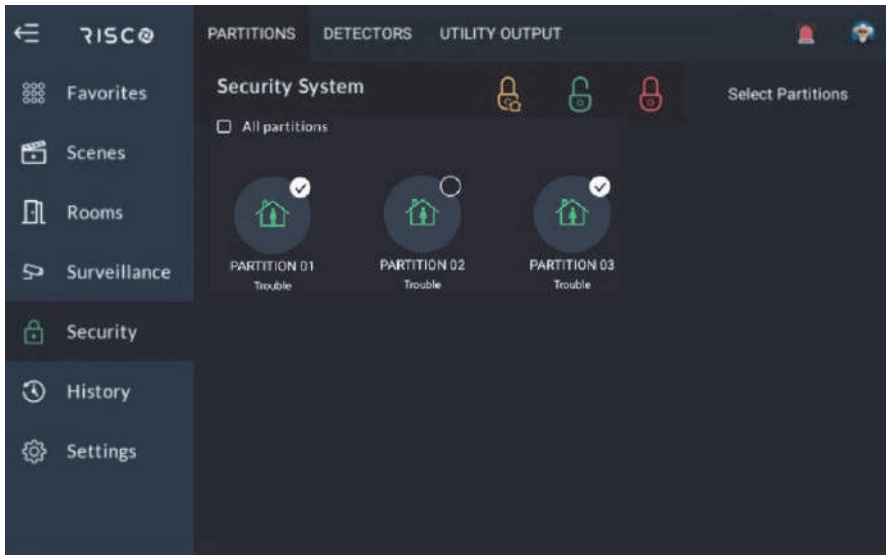 RISCO
PARTITIONS DETECTORS UTILITY OUTPUT
Favorites
Scenes
Rooms
Surveillance
Security
History
Settings
Security System
Select Partitions
All partitions
PARTITION 01
Trouble
PARTITION 02
Trouble
PARTITION 03
Trouble